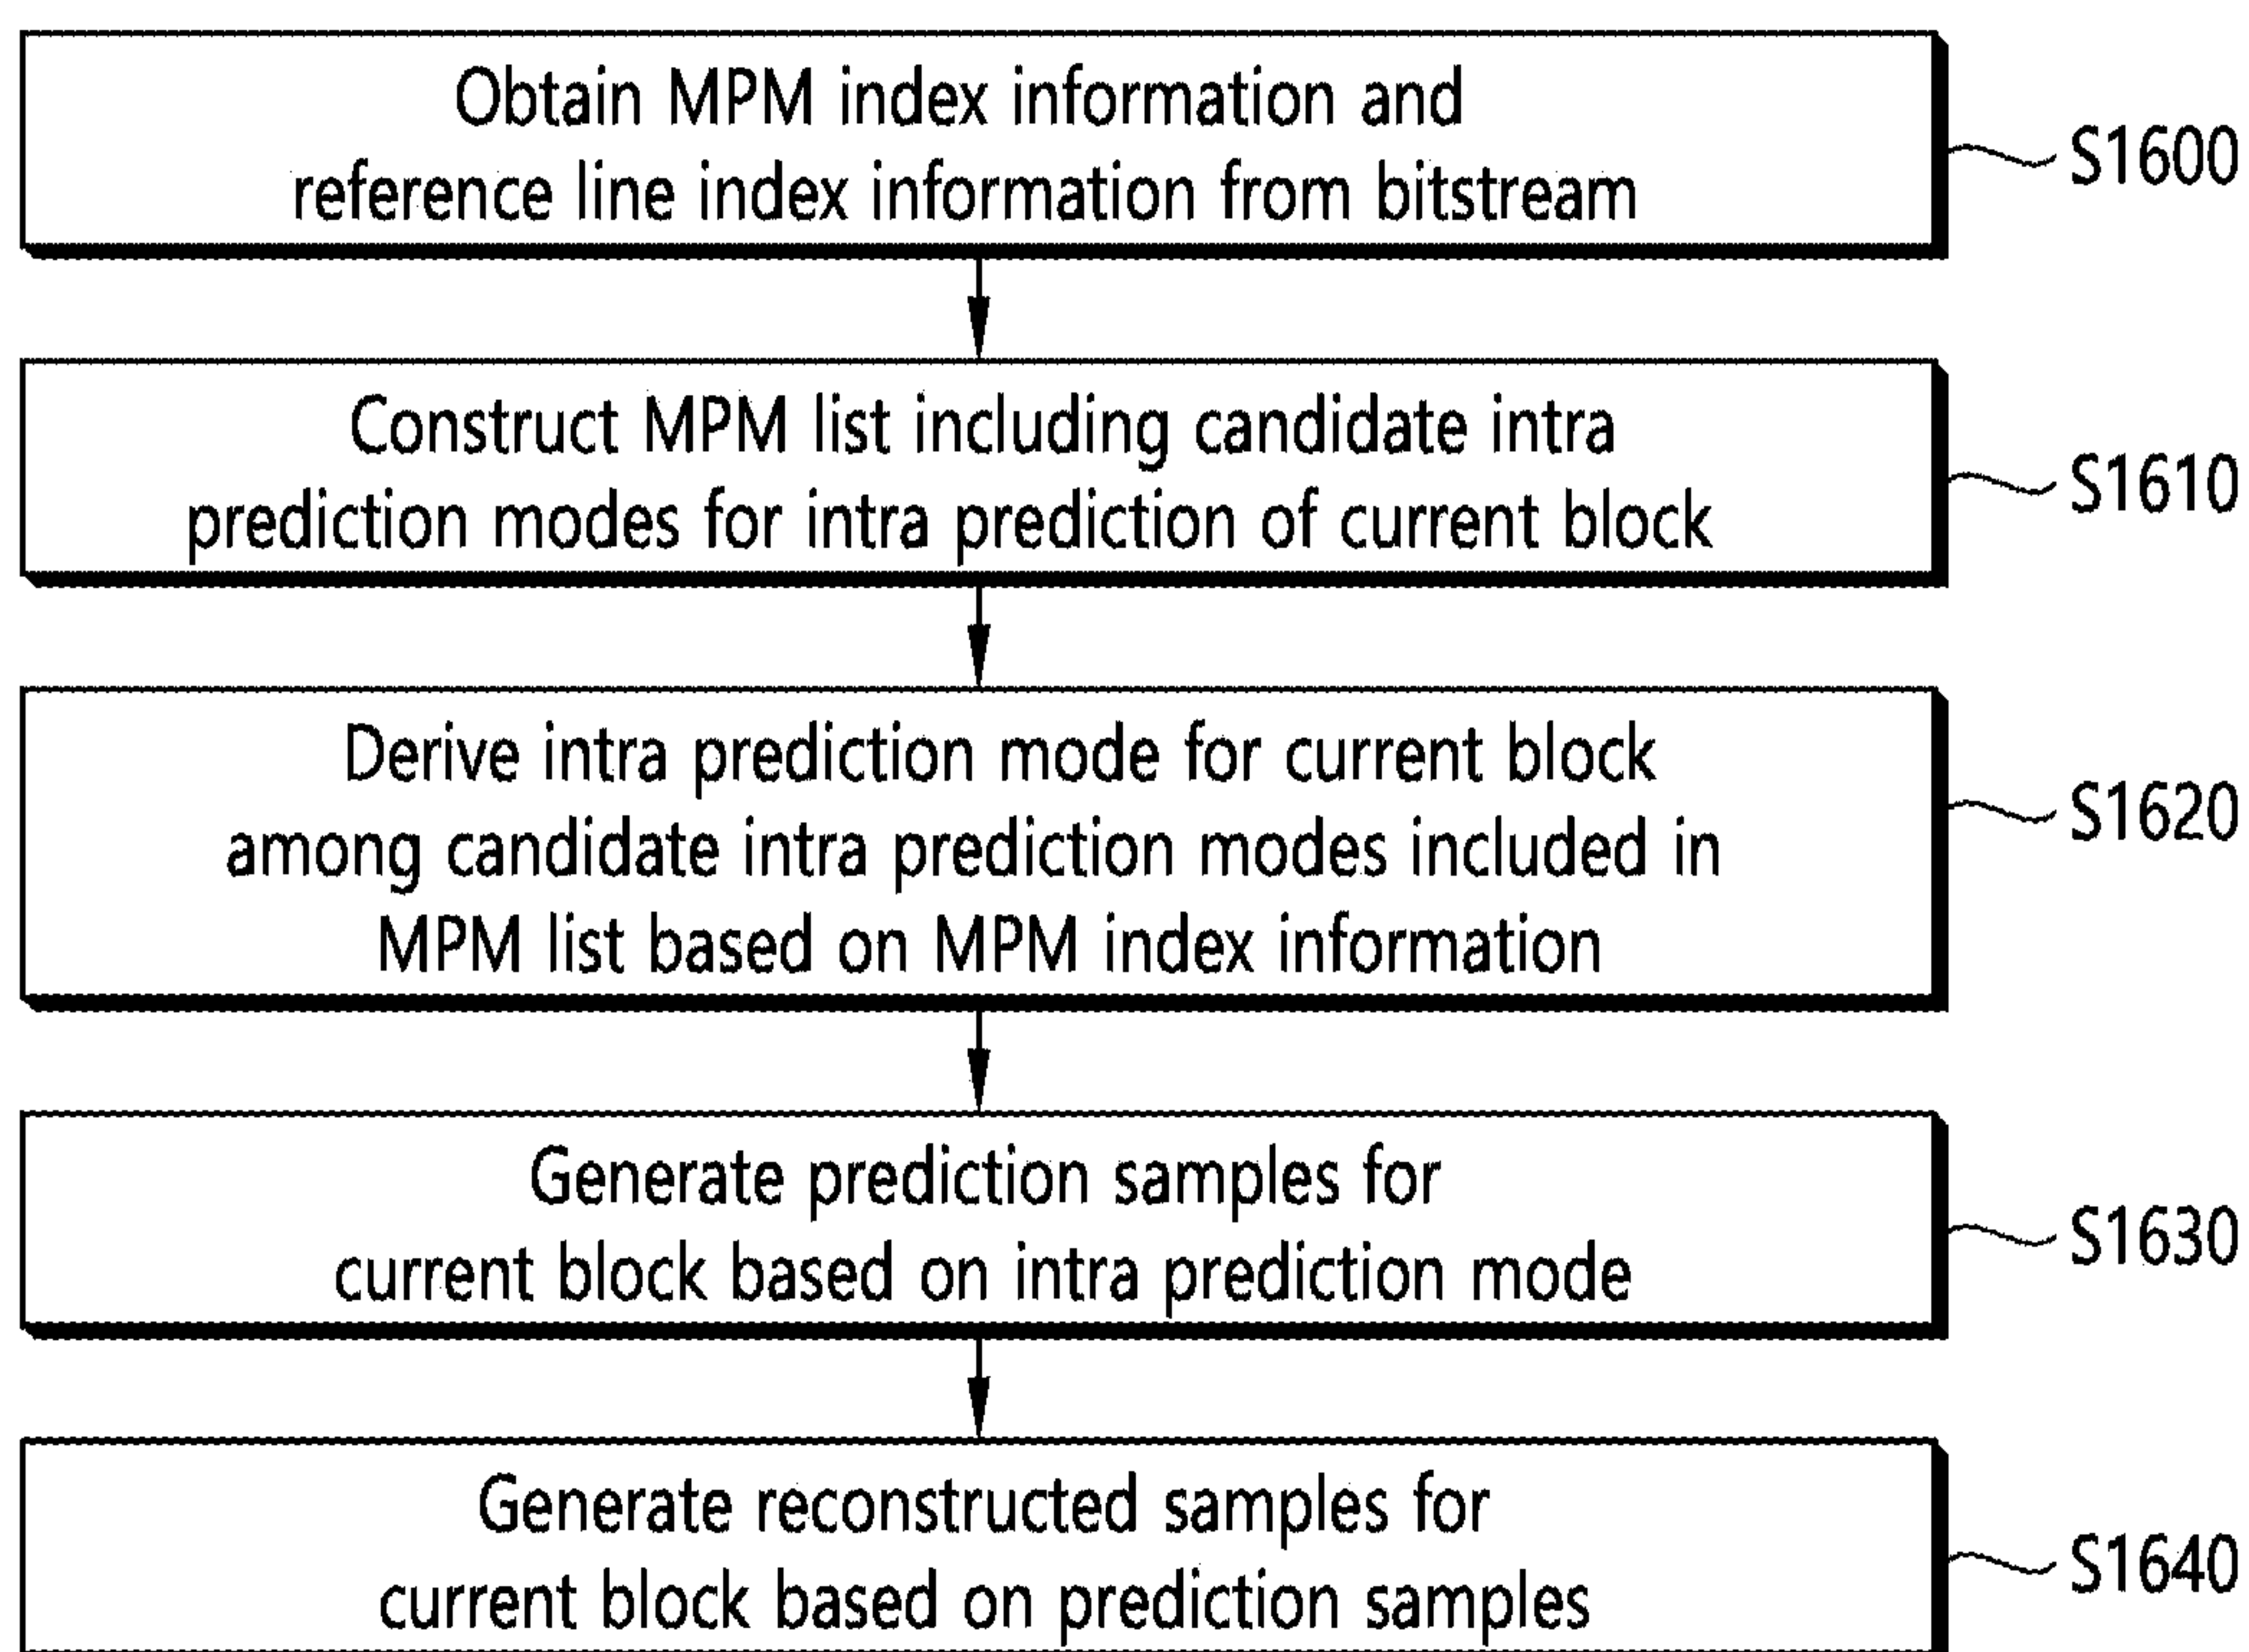 Obtain MPM index information and
reference line index information from bitstream
S1600
Construct MPM list including candidate intra
prediction modes for intra prediction of current block
S1610
Derive intra prediction mode for current block
among candidate intra prediction modes included in
MPM list based on MPM index information
S1620
Generate prediction samples for
current block based on intra prediction mode
S1630
Generate reconstructed samples for
current block based on prediction samples
S1640